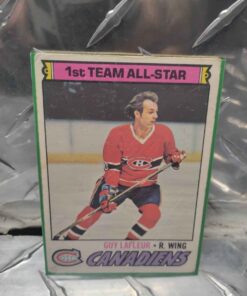 1st TEAM ALL-STAR
GUY LAFLEUR • R. WING
CANADIENS